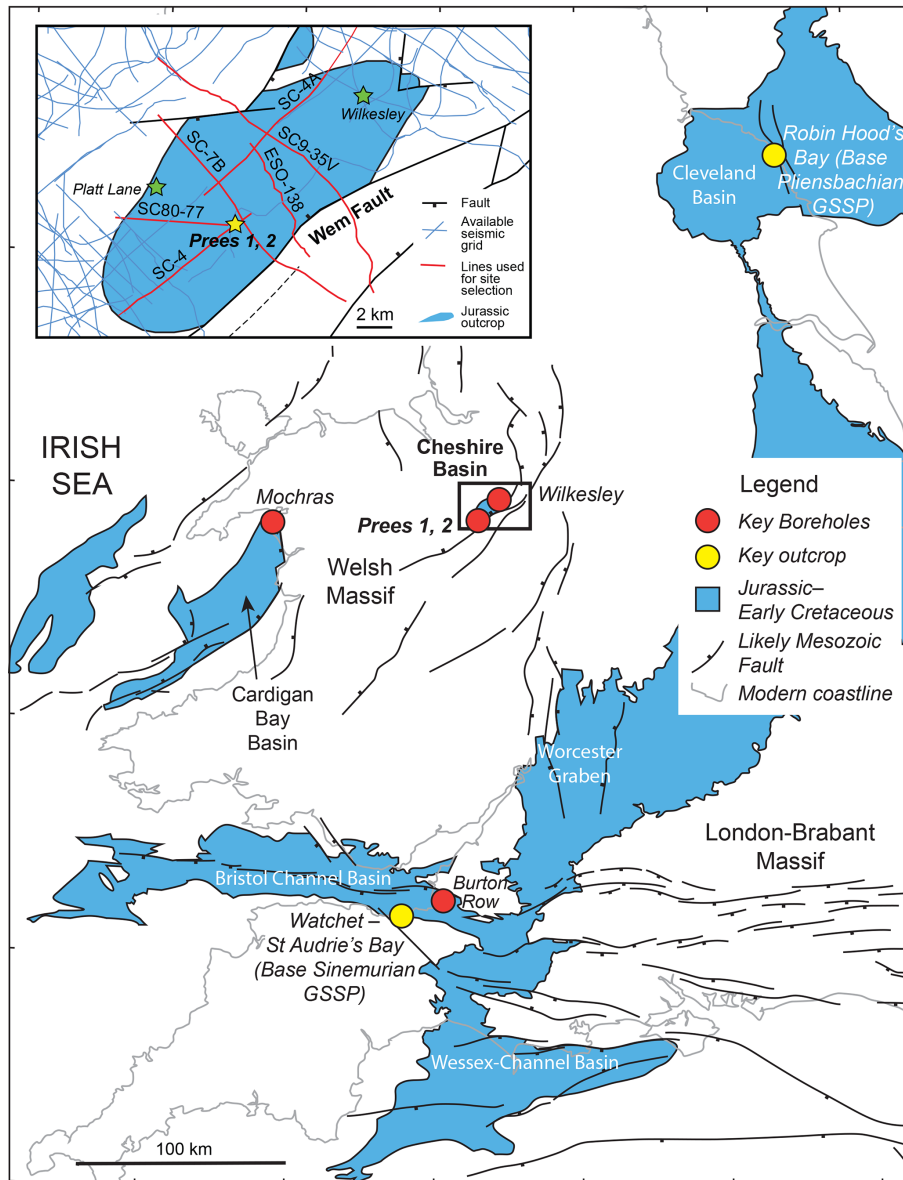 SC-4A
Wilkesley
SC-7B
SC9-35V
ESO-138
Platt Lane
SC80-77
Prees 1, 2
SC-4
Wem Fault
Fault
Available
seismic
grid
Lines used
for site
selection
Jurassic
outcrop
2 km
Robin Hood's
Bay (Base
Pliensbachian
GSSP)
Cleveland
Basin
IRISH
SEA
Cheshire
Basin
Mochras
Wilkesley
Prees 1, 2
Welsh
Massif
Legend
Key Boreholes
Key outcrop
Jurassic–
Early Cretaceous
Likely Mesozoic
Fault
Modern coastline
Cardigan
Bay
Basin
Worcester
Graben
London-Brabant
Massif
Bristol Channel Basin
Burton
Row
Watchet –
St Audrie's Bay
(Base Sinemurian
GSSP)
Wessex-Channel Basin
100 km